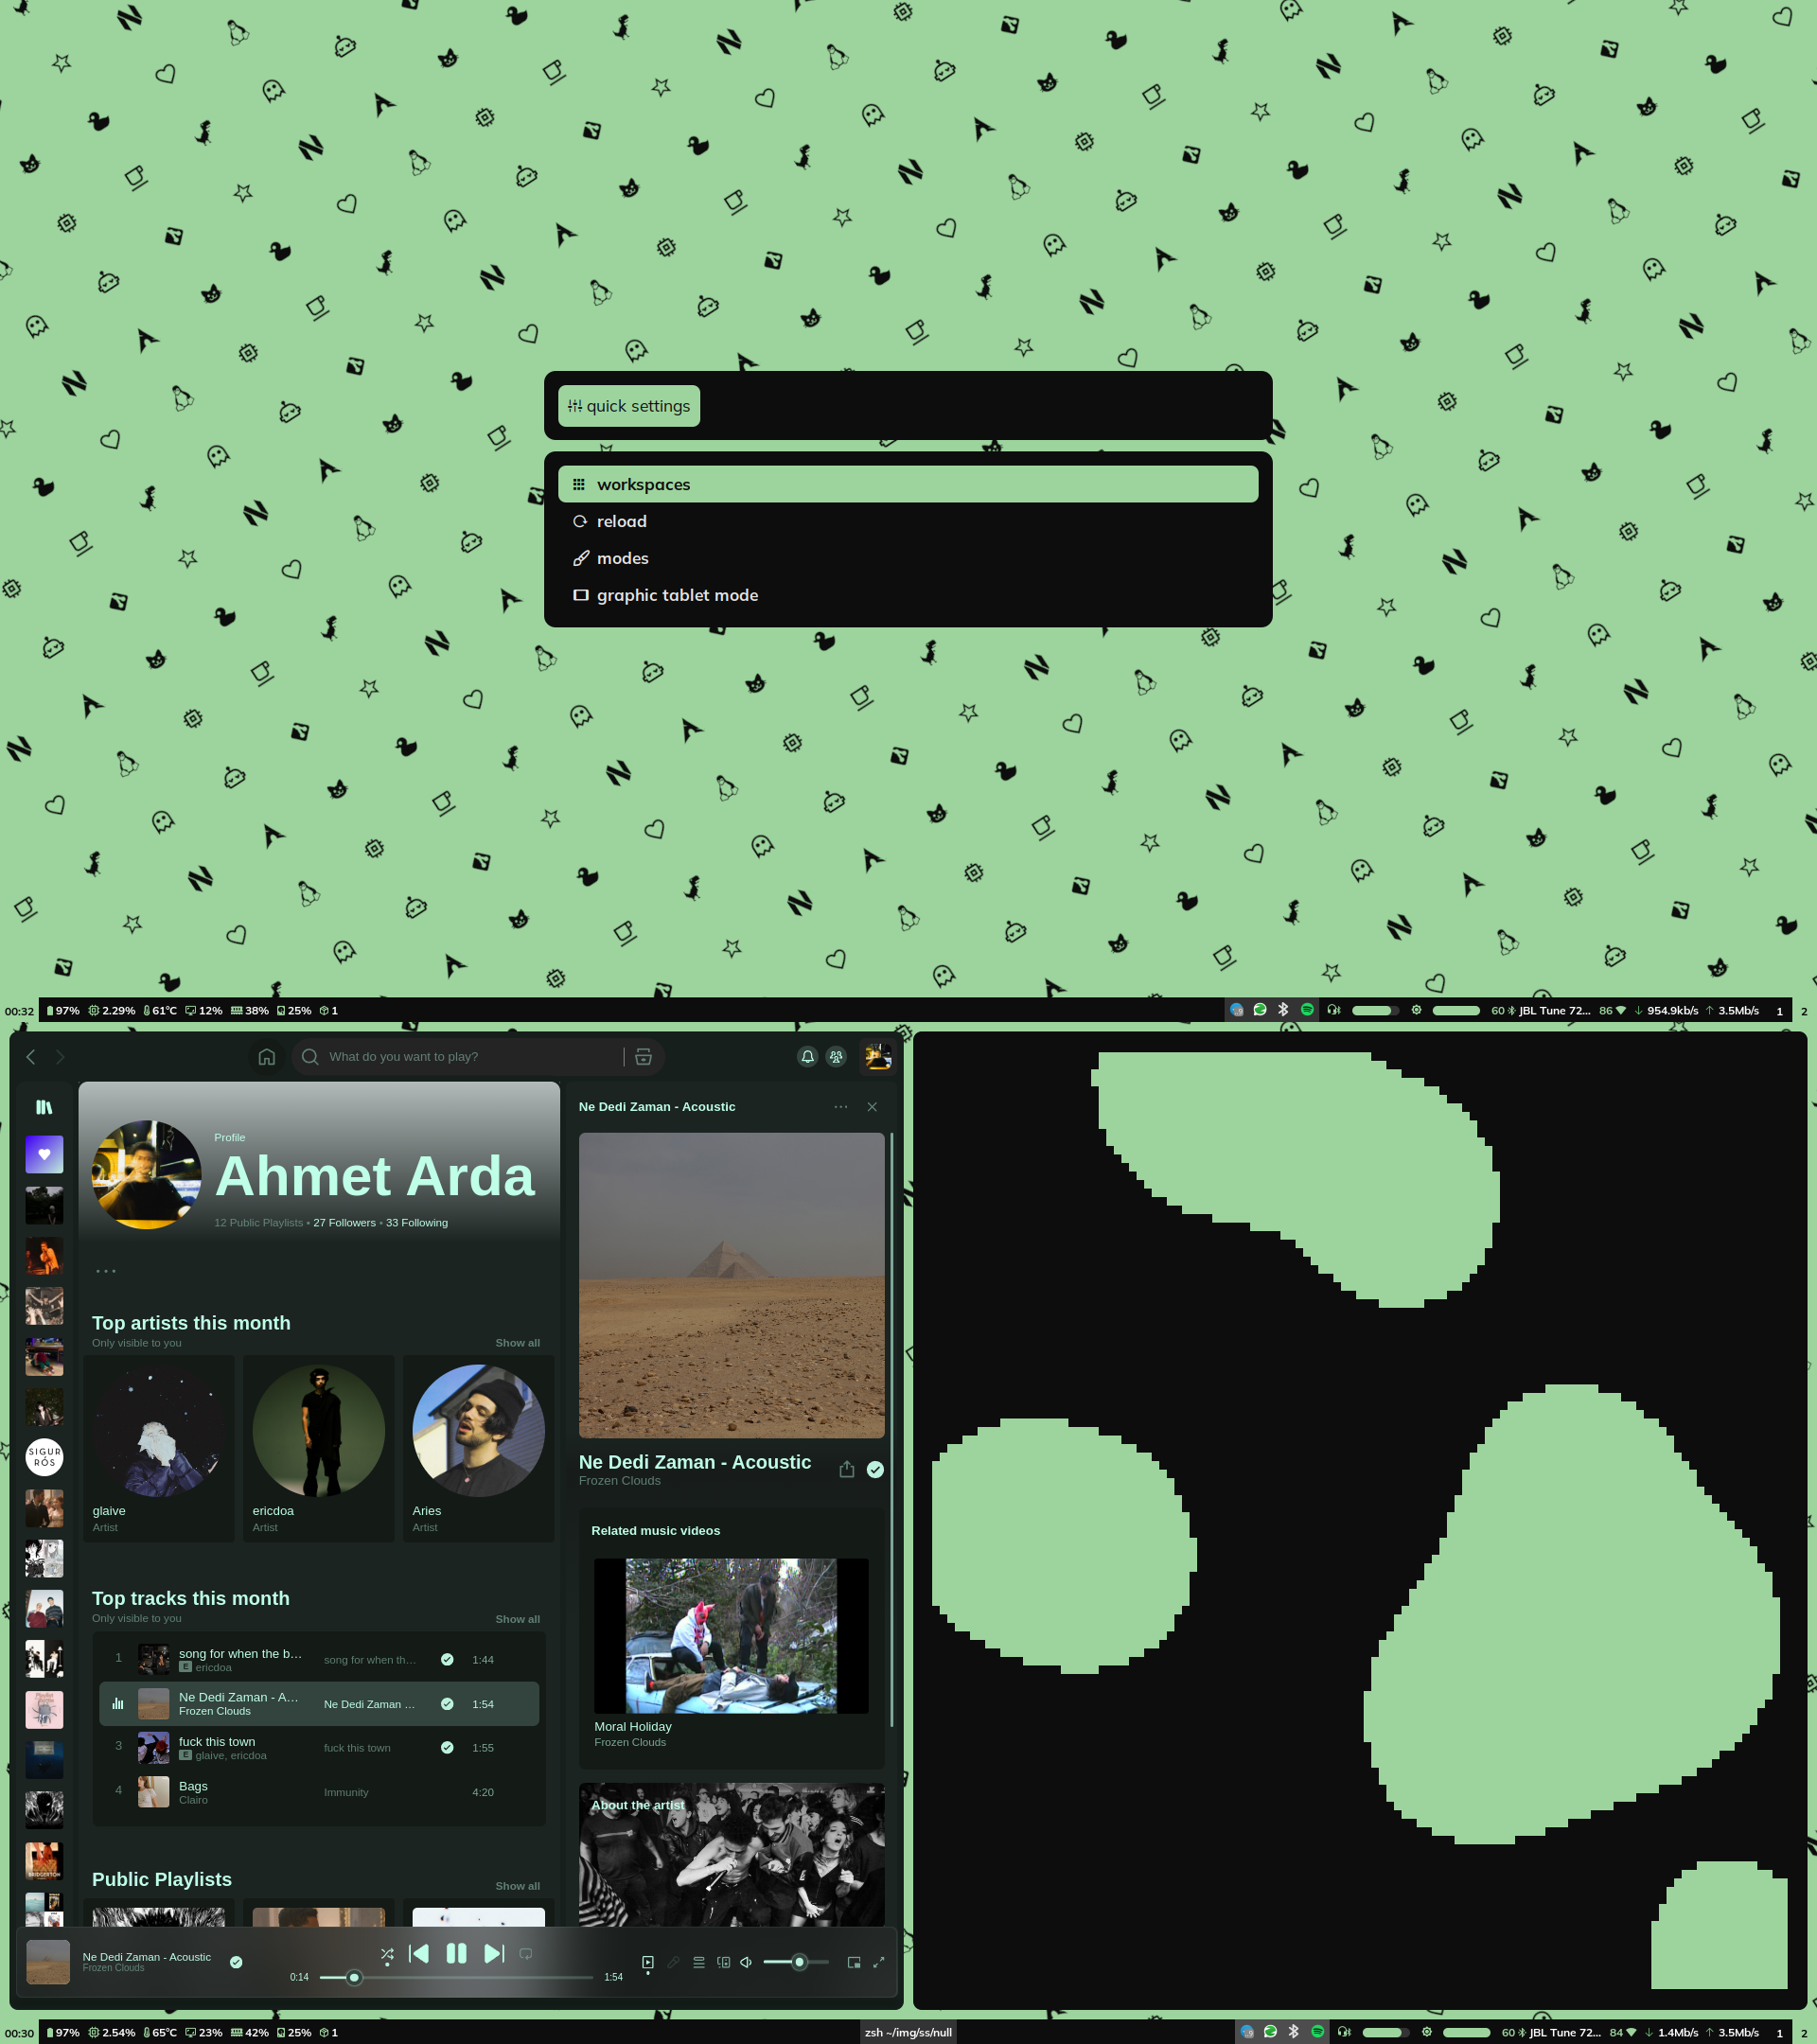 quick settings
workspaces
reload
modes
graphic tablet mode
00:32 97% 2.29% 61°C 12% 38% 25% 1 60 JBL Tune 72... 86 954.9kb/s 3.5Mb/s 1 2
What do you want to play?
Profile
Ahmet Arda
12 Public Playlists • 27 Followers • 33 Following
Top artists this month
Only visible to you
Show all
glaive
Artist
ericdoa
Artist
Aries
Artist
SIGUR
RÓS
Top tracks this month
Only visible to you
Show all
1 song for when the b... song for when th... 1:44
E ericdoa
Ne Dedi Zaman - A... Ne Dedi Zaman ... 1:54
Frozen Clouds
3 fuck this town fuck this town 1:55
E glaive, ericdoa
4 Bags Immunity 4:20
Clairo
BRIDGERTON
Public Playlists
Show all
Ne Dedi Zaman - Acoustic
Ne Dedi Zaman - Acoustic
Frozen Clouds
Related music videos
Moral Holiday
Frozen Clouds
About the artist
Ne Dedi Zaman - Acoustic
Frozen Clouds
0:14 1:54
00:30 97% 2.54% 65°C 23% 42% 25% 1 zsh ~/img/ss/null 60 JBL Tune 72... 84 1.4Mb/s 3.5Mb/s 1 2